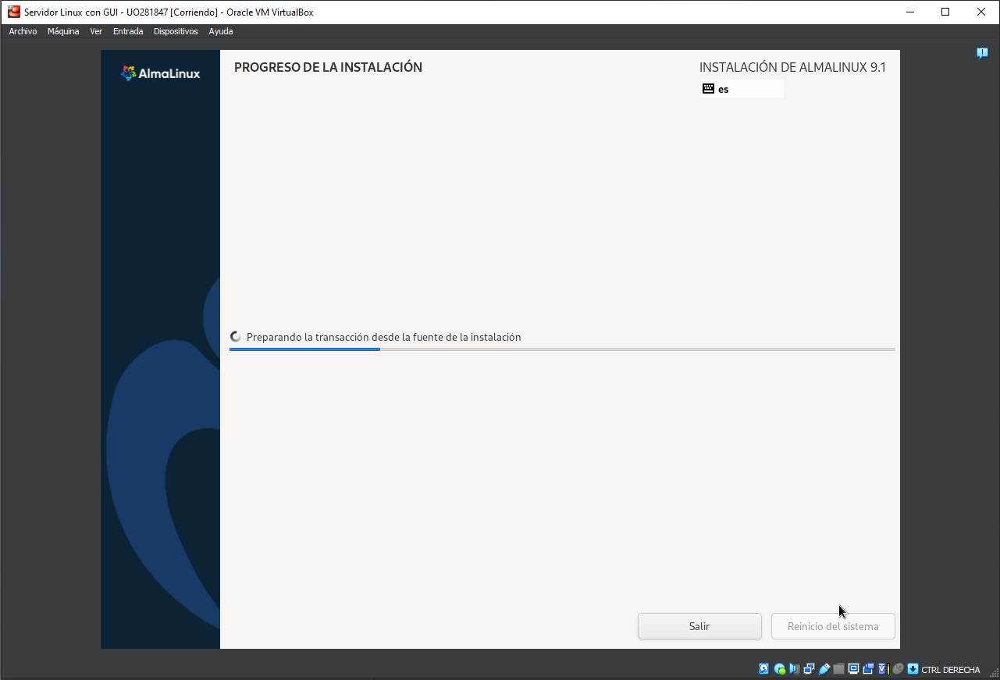 Servidor Linux con GUI - UO281847 [Corriendo] - Oracle VM VirtualBox
Archivo Máquina Ver Entrada Dispositivos Ayuda
AlmaLinux
PROGRESO DE LA INSTALACIÓN
INSTALACIÓN DE ALMALINUX 9.1
es
Preparando la transacción desde la fuente de la instalación
Salir
Reinicio del sistema
CTRL DERECHA